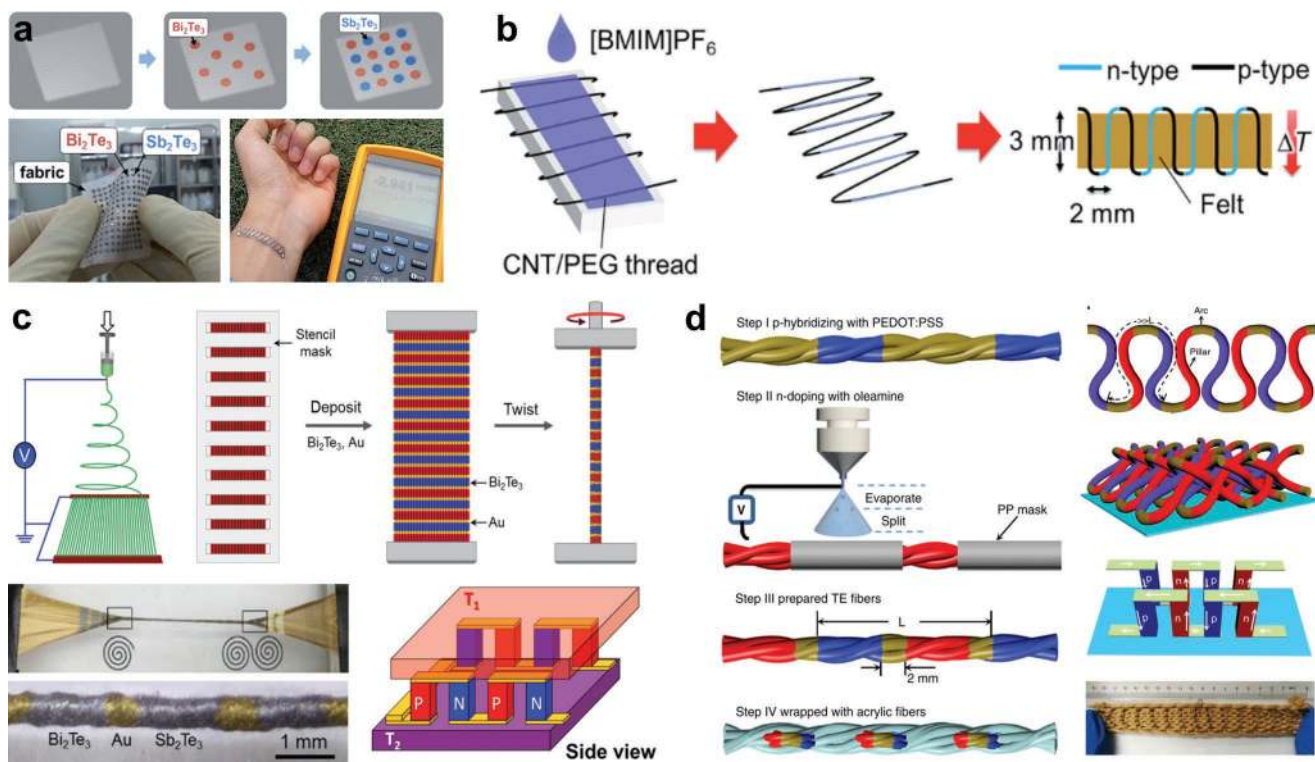 a
Bi₂Te₃
Sb₂Te₃
Bi₂Te₃
Sb₂Te₃
fabric
b
[BMIM]PF₆
CNT/PEG thread
n-type
p-type
3 mm
ΔT
2 mm
Felt
c
V
Stencil
mask
Deposit
Bi₂Te₃, Au
Twist
Bi₂Te₃
Au
Bi₂Te₃
Au
Sb₂Te₃
1 mm
T₁
P
N
P
N
T₂
Side view
d
Step I p-hybridizing with PEDOT:PSS
Step II n-doping with oleamine
V
Evaporate
Split
PP mask
Step III prepared TE fibers
L
2 mm
Step IV wrapped with acrylic fibers
Arc
Pillar
p
n
p
n
p
n
p
n